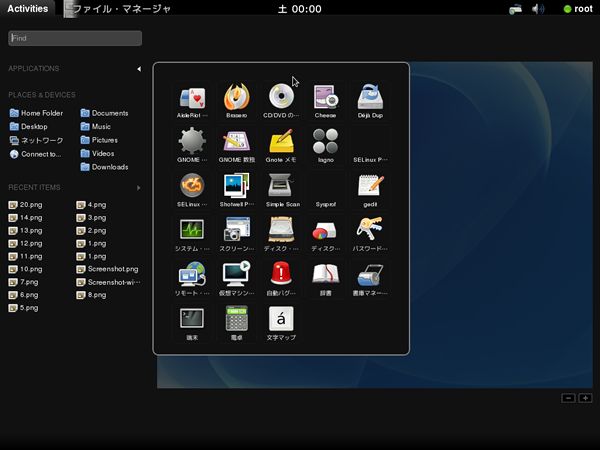 Activities
ファイル・マネージャ
土 00:00
root
Find
APPLICATIONS
PLACES & DEVICES
Home Folder
Documents
Desktop
Music
ネットワーク
Pictures
Connect to...
Videos
Downloads
RECENT ITEMS
20.png
4.png
14.png
3.png
13.png
2.png
12.png
1.png
11.png
1.png
10.png
Screenshot.png
7.png
Screenshot-wi...
6.png
8.png
5.png
AisleRiot ...
Brasero
CD/DVD の...
Cheese
Déjà Dup
GNOME ...
GNOME 数独
Gnote メモ
Iagno
SELinux P...
SELinux ...
Shotwell P...
Simple Scan
Sysprof
gedit
システム・...
スクリーン...
ディスク・...
ディスク...
パスワード...
リモート・...
仮想マシン...
自動バグ...
辞書
書庫マネー...
端末
電卓
á
文字マップ